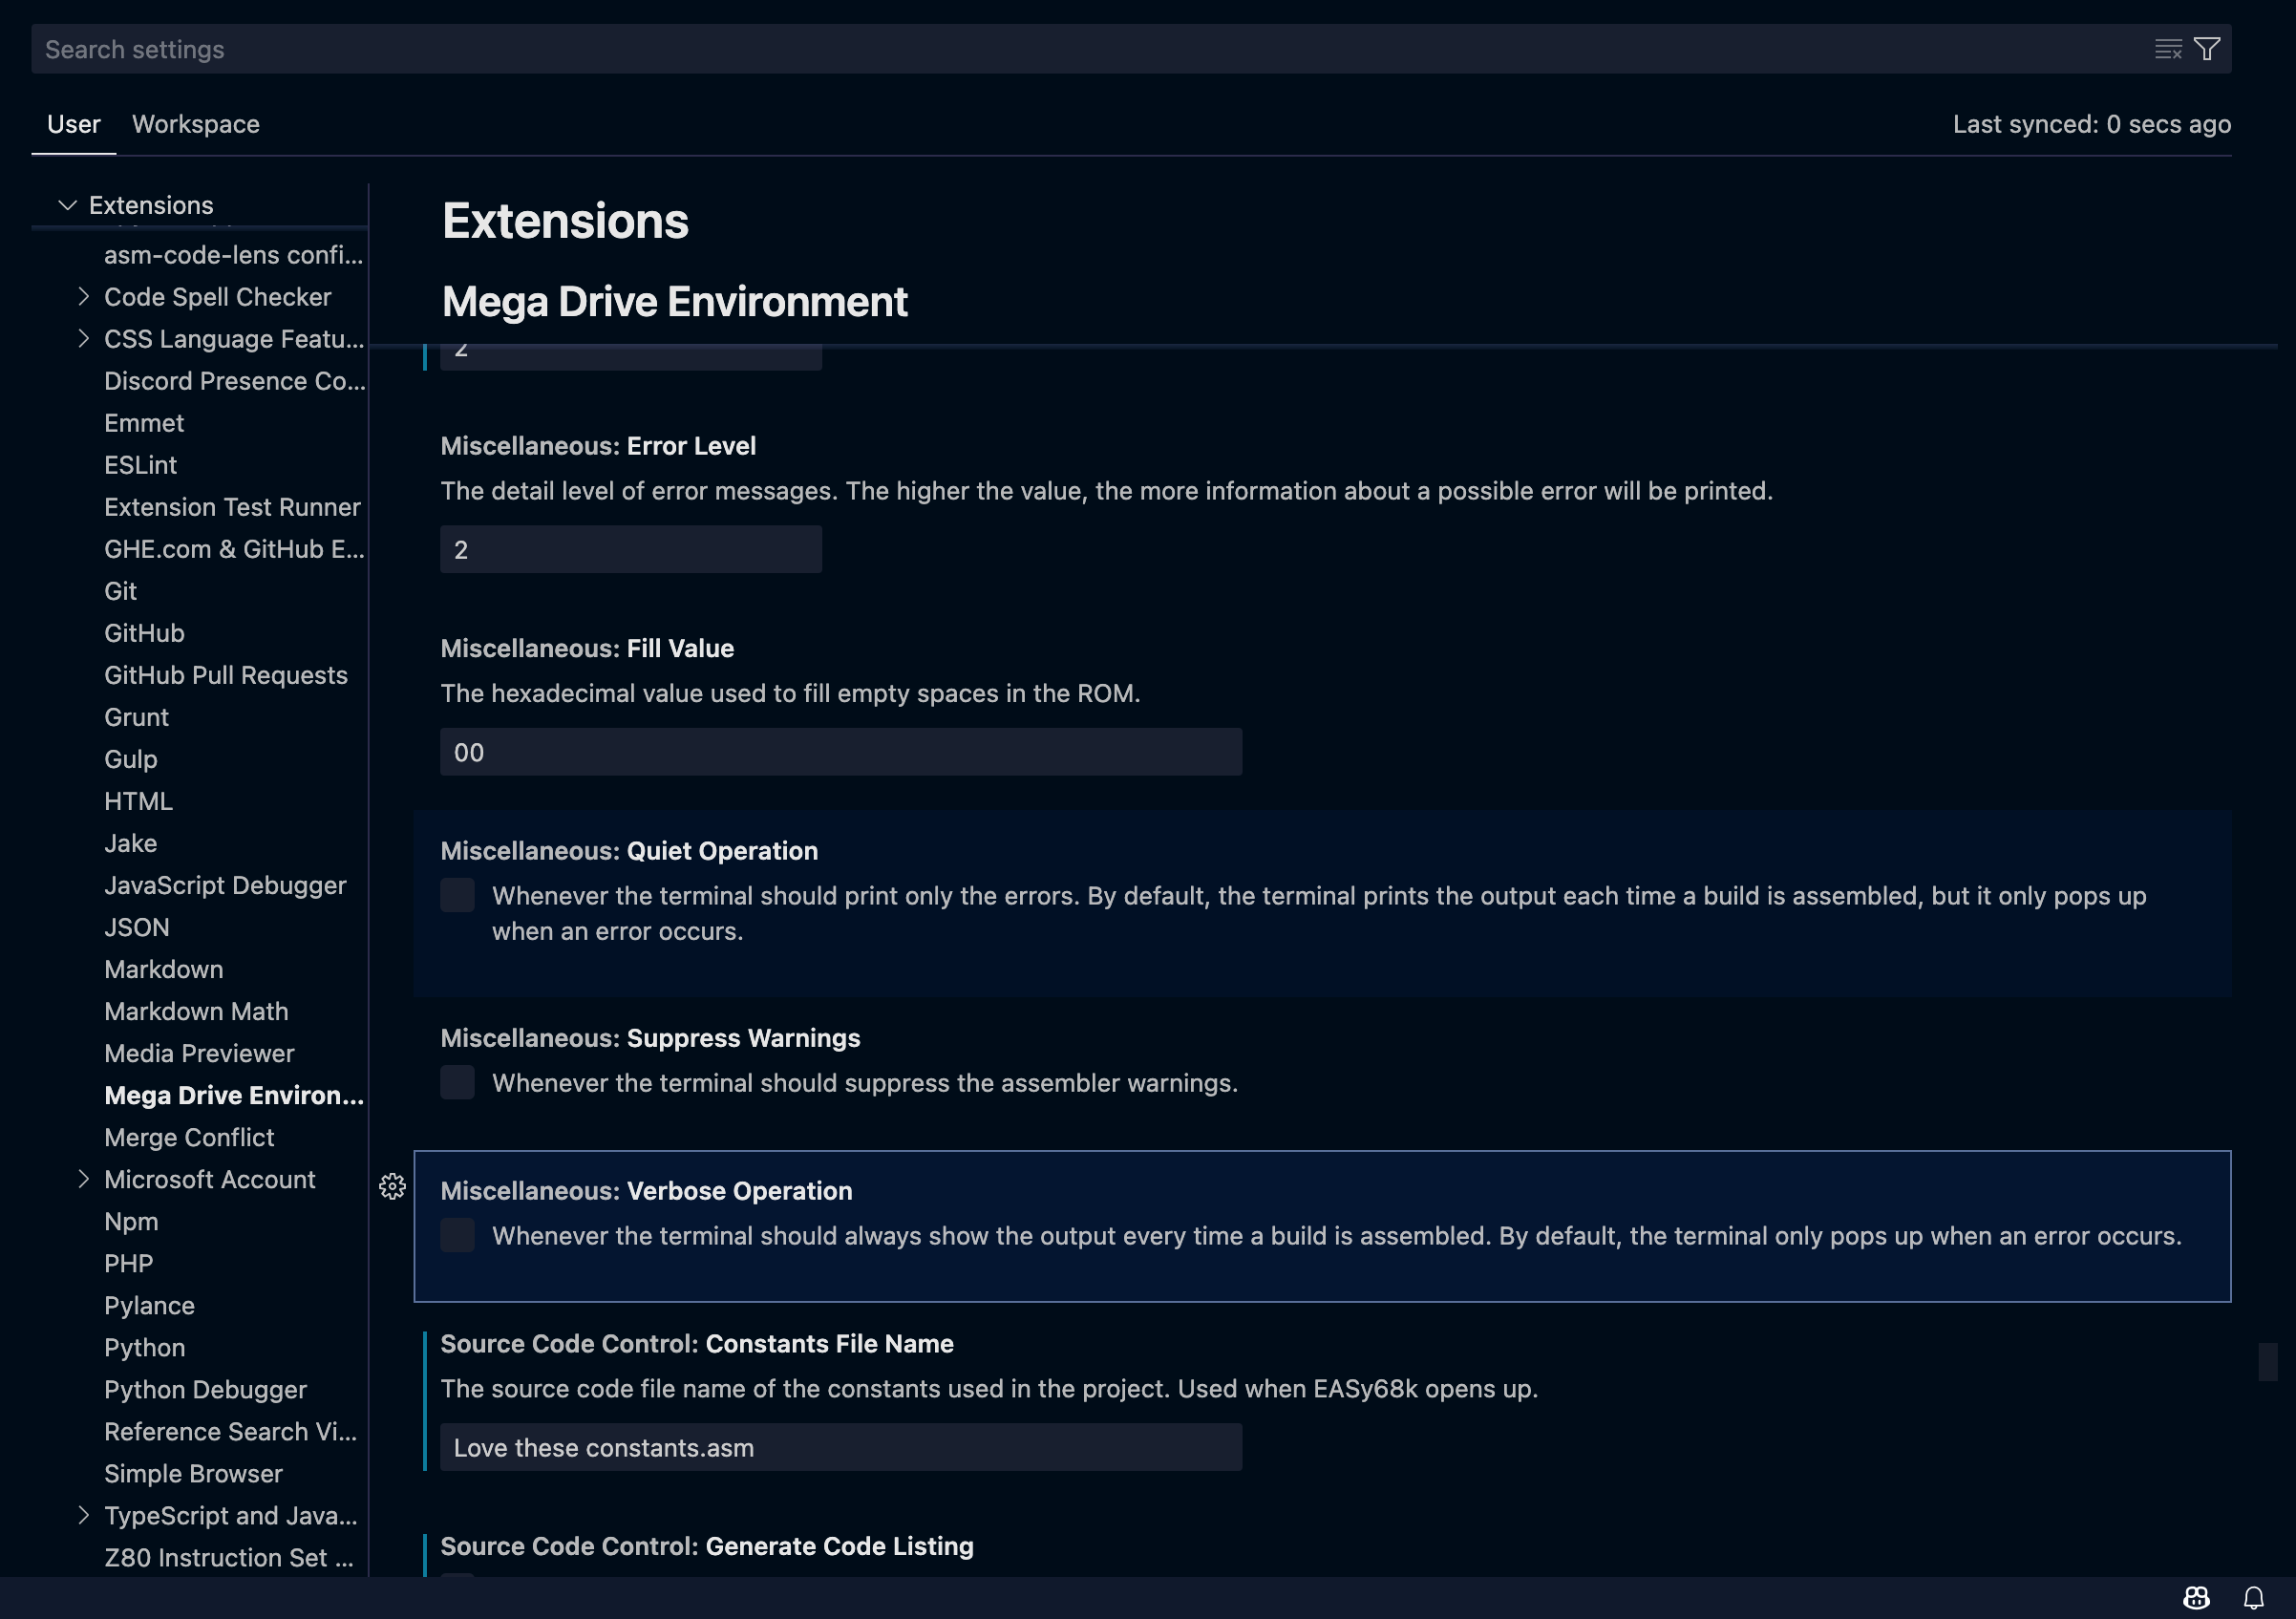 Search settings
User
Workspace
Last synced: 0 secs ago
Extensions
asm-code-lens confi...
Code Spell Checker
CSS Language Featu...
Discord Presence Co...
Emmet
ESLint
Extension Test Runner
GHE.com & GitHub E...
Git
GitHub
GitHub Pull Requests
Grunt
Gulp
HTML
Jake
JavaScript Debugger
JSON
Markdown
Markdown Math
Media Previewer
Mega Drive Environ...
Merge Conflict
Microsoft Account
Npm
PHP
Pylance
Python
Python Debugger
Reference Search Vi...
Simple Browser
TypeScript and Java...
Z80 Instruction Set ...
Extensions
Mega Drive Environment
2
Miscellaneous: Error Level
The detail level of error messages. The higher the value, the more information about a possible error will be printed.
2
Miscellaneous: Fill Value
The hexadecimal value used to fill empty spaces in the ROM.
00
Miscellaneous: Quiet Operation
Whenever the terminal should print only the errors. By default, the terminal prints the output each time a build is assembled, but it only pops up
when an error occurs.
Miscellaneous: Suppress Warnings
Whenever the terminal should suppress the assembler warnings.
Miscellaneous: Verbose Operation
Whenever the terminal should always show the output every time a build is assembled. By default, the terminal only pops up when an error occurs.
Source Code Control: Constants File Name
The source code file name of the constants used in the project. Used when EASy68k opens up.
Love these constants.asm
Source Code Control: Generate Code Listing